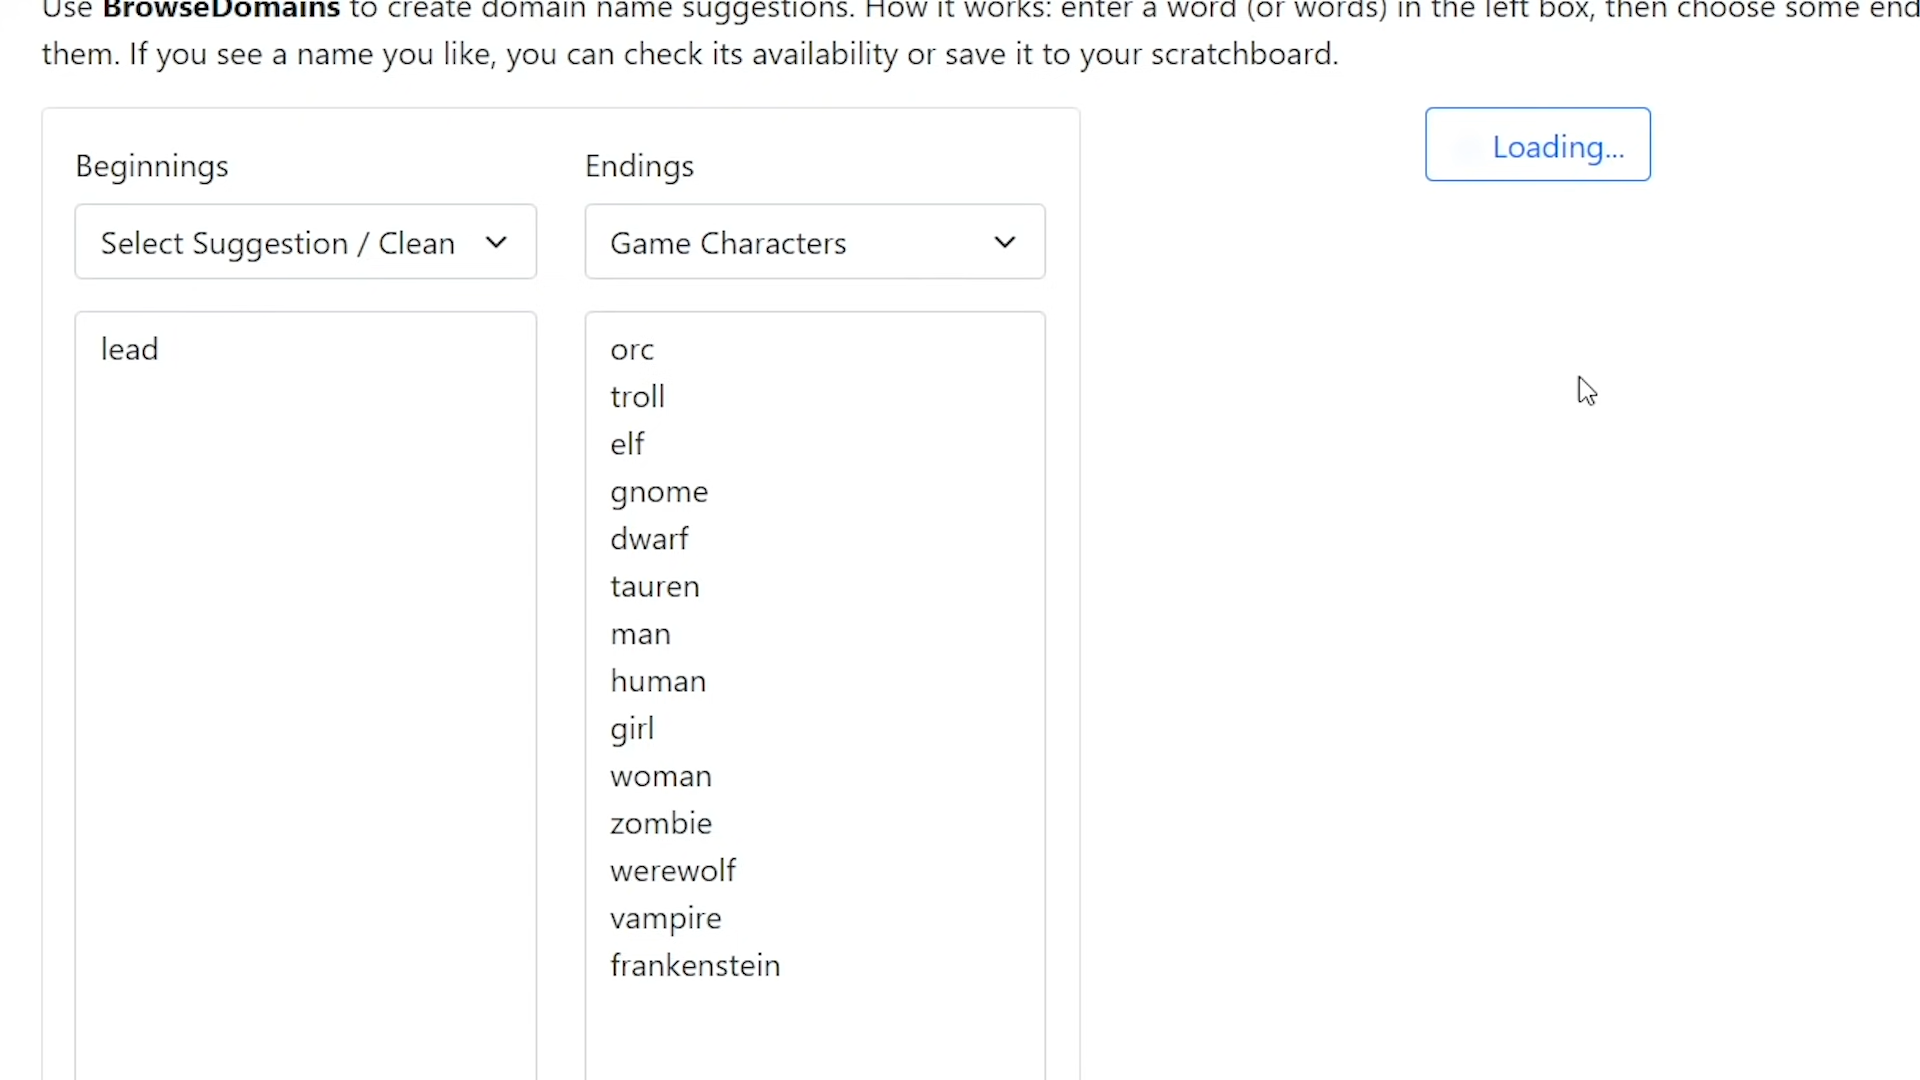 Use BrowseDomains to create domain name suggestions. How it works: enter a word (or words) in the left box, then choose some end
them. If you see a name you like, you can check its availability or save it to your scratchboard.
Beginnings
Endings
Loading...
Select Suggestion / Clean
Game Characters
lead
orc
troll
elf
gnome
dwarf
tauren
man
human
girl
woman
zombie
werewolf
vampire
frankenstein